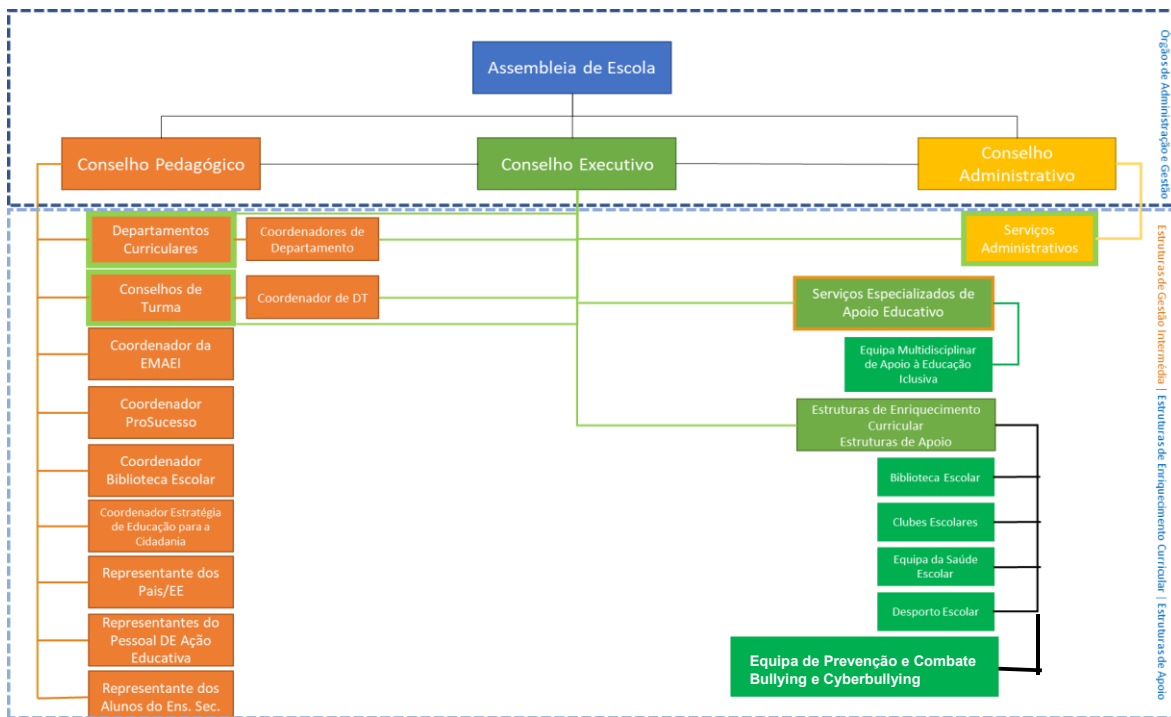 Assembleia de Escola
Órgãos de Administração e Gestão
Conselho Pedagógico
Conselho Executivo
Conselho
Administrativo
Departamentos
Curriculares
Coordenadores de
Departamento
Serviços
Administrativos
Conselhos de
Turma
Coordenador de DT
Serviços Especializados de
Apoio Educativo
Coordenador da
EMAEI
Equipa Multidisciplinar
de Apoio à Educação
Iclusiva
Coordenador
ProSucesso
Estruturas de Enriquecimento
Curricular
Estruturas de Apoio
Coordenador
Biblioteca Escolar
Biblioteca Escolar
Coordenador Estratégia
de Educação para a
Cidadania
Clubes Escolares
Representante dos
Pais/EE
Equipa da Saúde
Escolar
Representantes do
Pessoal DE Ação
Educativa
Desporto Escolar
Representante dos
Alunos do Ens. Sec.
Equipa de Prevenção e Combate
Bullying e Cyberbullying
Estruturas de Gestão Intermédia | Estruturas de Enriquecimento Curricular | Estruturas de Apoio